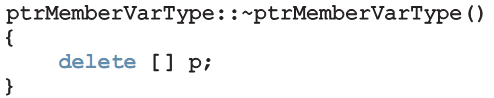 ptrMemberVarType::~ptrMemberVarType()
{
    delete [] p;
}